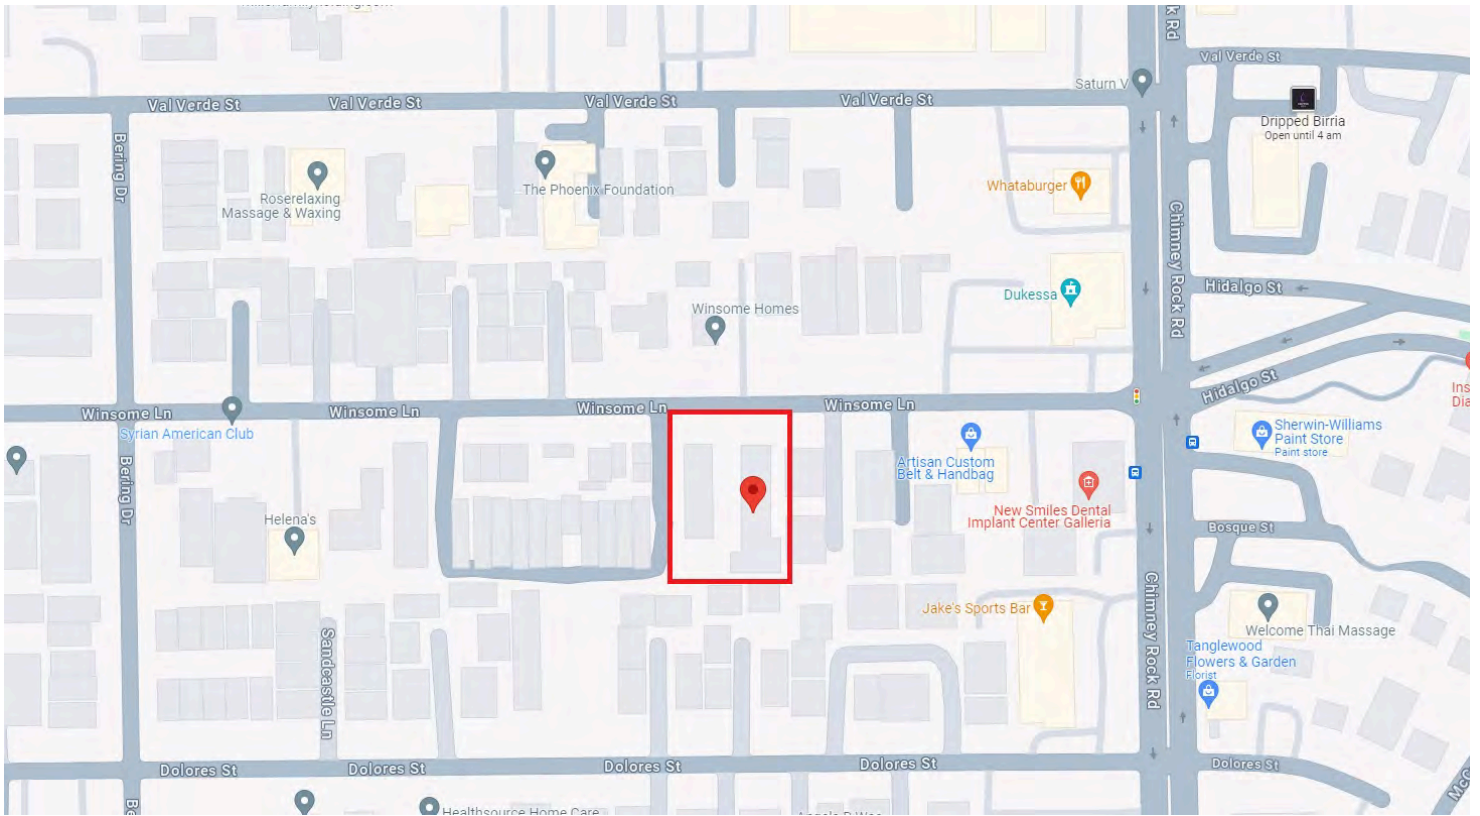 k Rd
Val Verde St
Saturn V
Val Verde St
Val Verde St
Val Verde St
Val Verde St
Dripped Birria
Open until 4 am
Bering Dr
The Phoenix Foundation
Whataburger
Roserelaxing
Massage & Waxing
Chimney Rock Rd
Hidalgo St
Dukessa
Winsome Homes
Hidalgo St
Winsome Ln
Winsome Ln
Winsome Ln
Winsome Ln
Ins
Dia
Syrian American Club
Sherwin-Williams
Paint Store
Paint store
Artisan Custom
Belt & Handbag
Bering Dr
New Smiles Dental
Implant Center Galleria
Helena's
Bosque St
Chimney Rock Rd
Jake's Sports Bar
Welcome Thai Massage
Sandcastle Ln
Tanglewood
Flowers & Garden
Florist
Dolores St
Dolores St
Dolores St
Dolores St
Dolores St
McC
Be
Healthsource Home Care